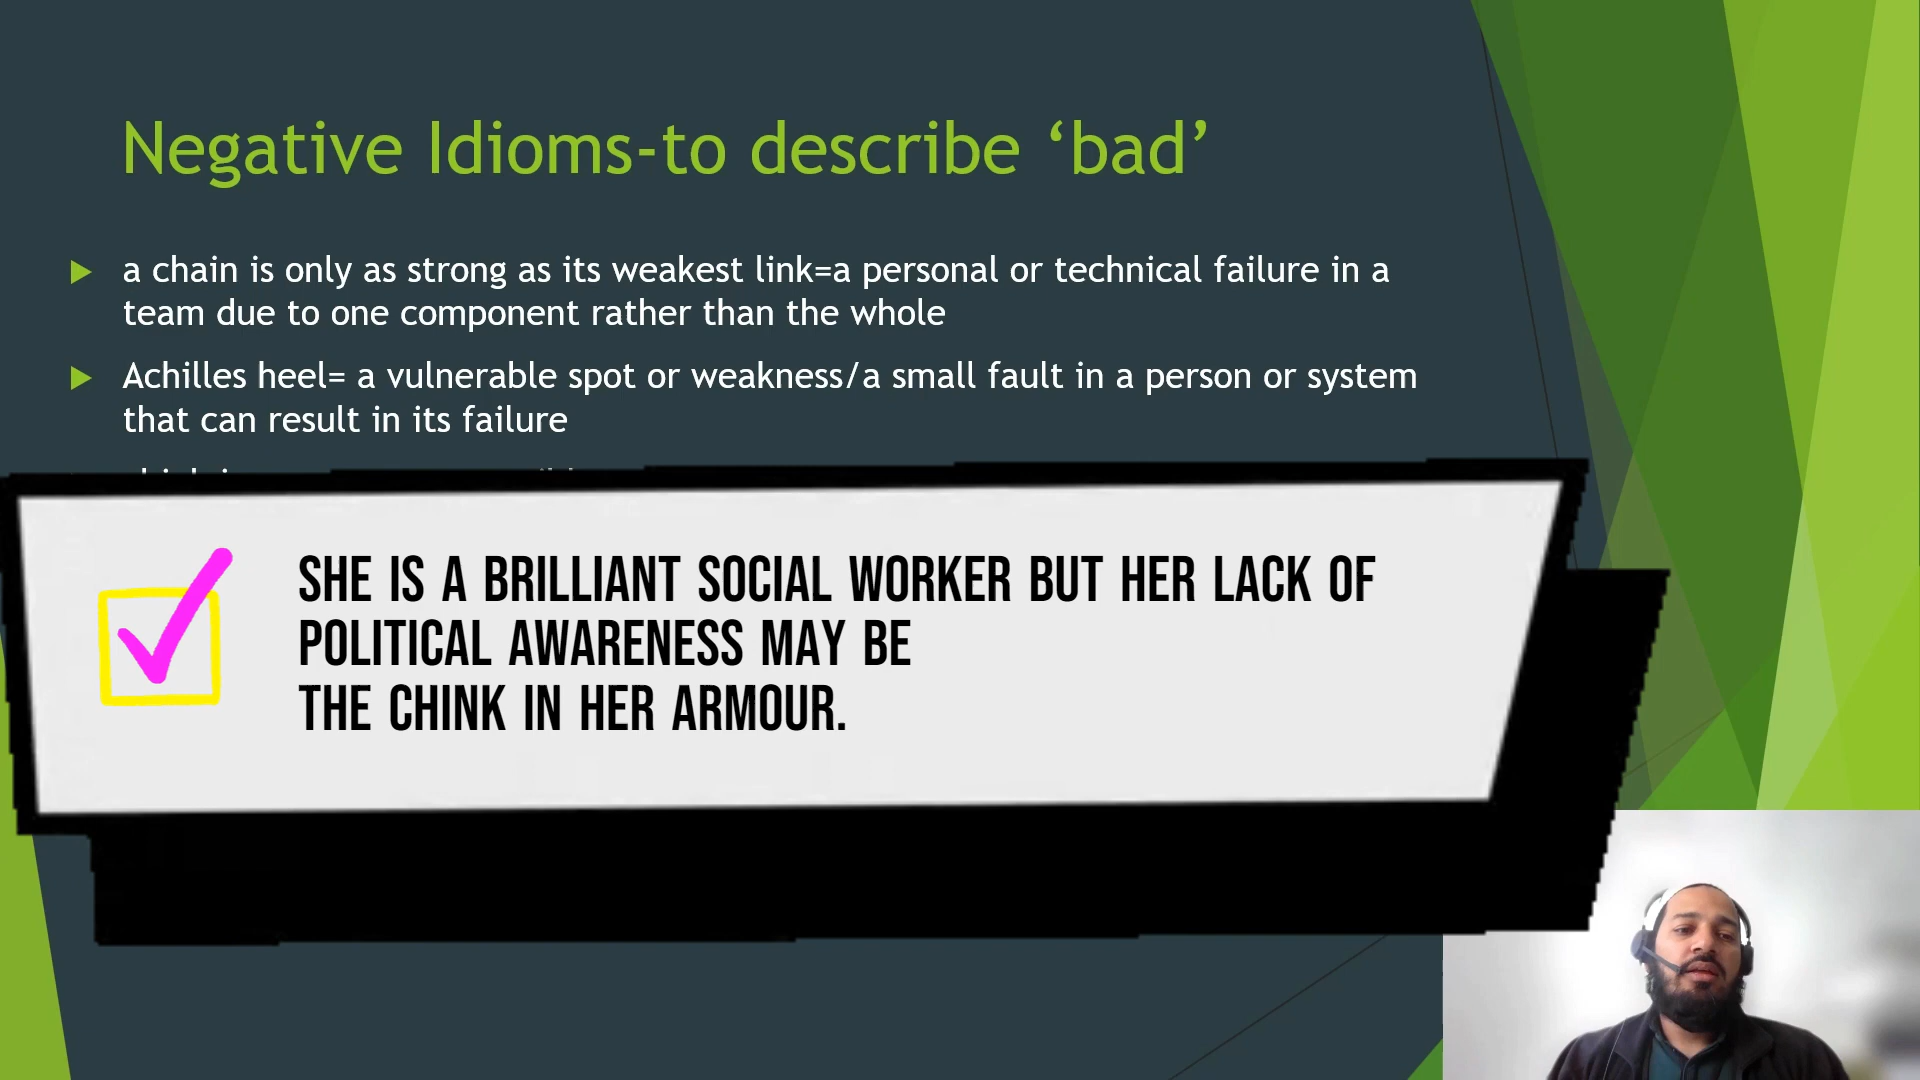 Negative Idioms-to describe ‘bad’
a chain is only as strong as its weakest link=a personal or technical failure in a
team due to one component rather than the whole
Achilles heel= a vulnerable spot or weakness/a small fault in a person or system
that can result in its failure
SHE IS A BRILLIANT SOCIAL WORKER BUT HER LACK OF
POLITICAL AWARENESS MAY BE
THE CHINK IN HER ARMOUR.